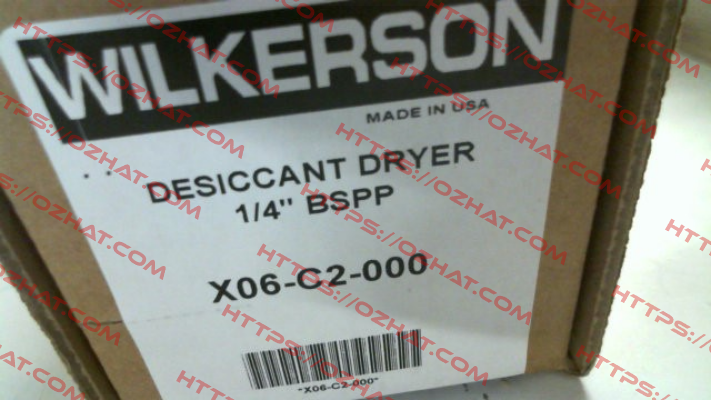 WILKERSON
MADE IN USA
DESICCANT DRYER
1/4" BSPP
X06-C2-000
*X06-C2-000*
HTTPS://OZHAT.COM